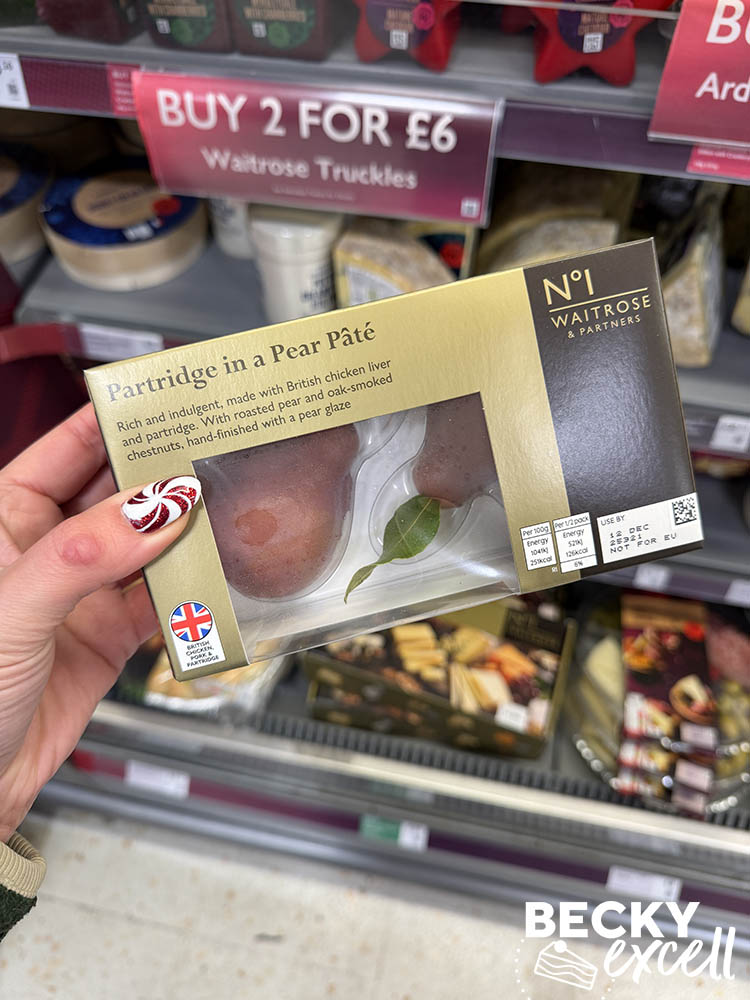 BUY 2 FOR £6
Waitrose Truckles
Ard
Partridge in a Pear Pâté
Rich and indulgent, made with British chicken liver
and partridge. With roasted pear and oak-smoked
chestnuts, hand-finished with a pear glaze
Nº1
WAITROSE
& PARTNERS
Per 100g
Energy
1041kJ
251kcal
Per 1/2 pack
Energy
521kJ
126kcal
6%
USE BY
12 DEC
25321
NOT FOR EU
BRITISH
CHICKEN,
PORK &
PARTRIDGE
BECKY
excell